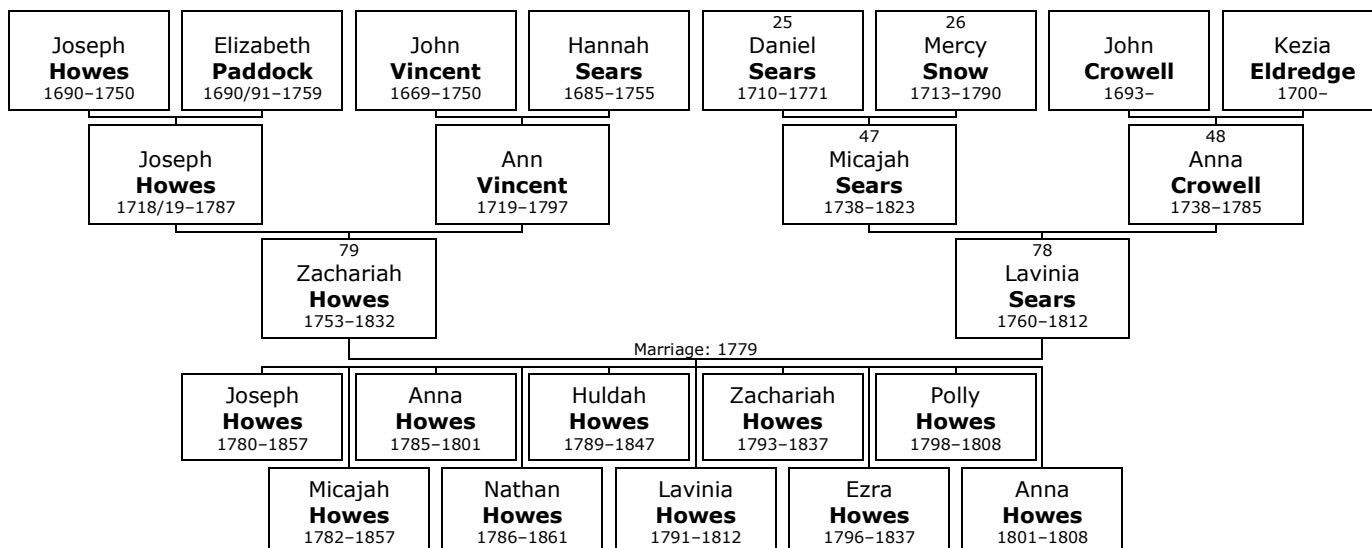 Joseph
Howes
1690–1750
Elizabeth
Paddock
1690/91–1759
John
Vincent
1669–1750
Hannah
Sears
1685–1755
25
Daniel
Sears
1710–1771
26
Mercy
Snow
1713–1790
John
Crowell
1693–
Kezia
Eldredge
1700–
Joseph
Howes
1718/19–1787
Ann
Vincent
1719–1797
47
Micajah
Sears
1738–1823
48
Anna
Crowell
1738–1785
79
Zachariah
Howes
1753–1832
78
Lavinia
Sears
1760–1812
Marriage: 1779
Joseph
Howes
1780–1857
Anna
Howes
1785–1801
Huldah
Howes
1789–1847
Zachariah
Howes
1793–1837
Polly
Howes
1798–1808
Micajah
Howes
1782–1857
Nathan
Howes
1786–1861
Lavinia
Howes
1791–1812
Ezra
Howes
1796–1837
Anna
Howes
1801–1808